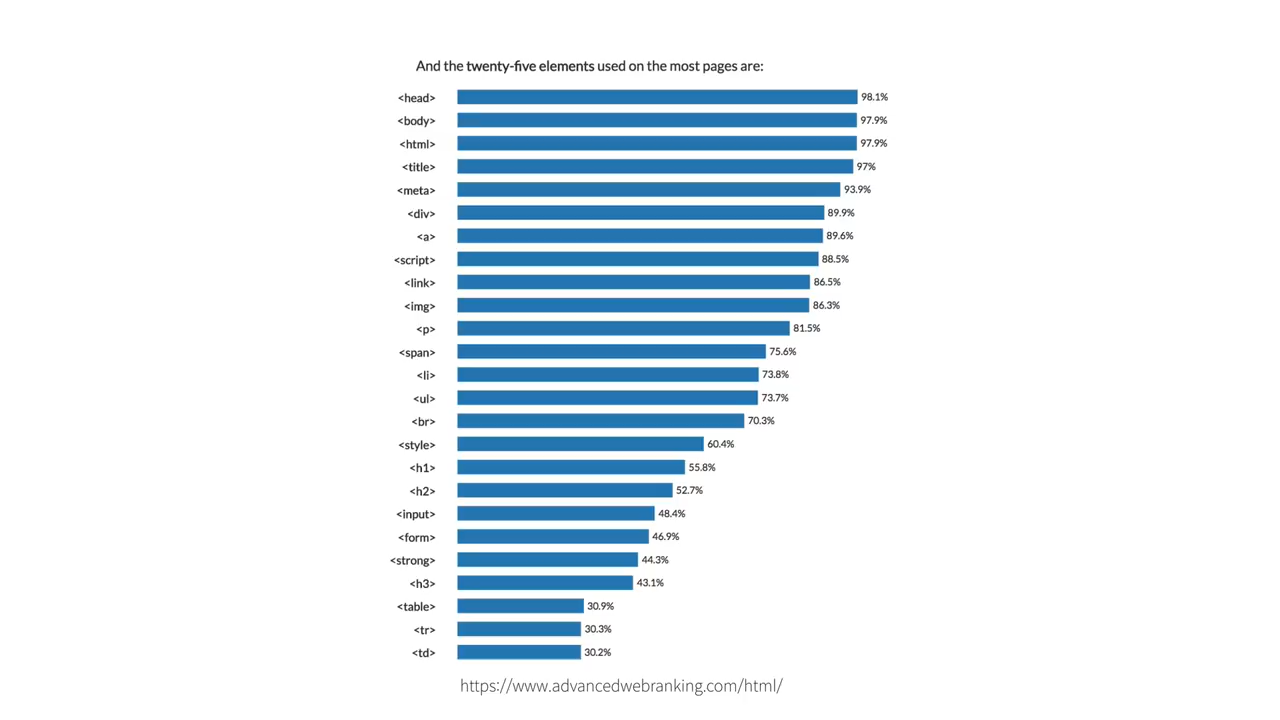 And the twenty-five elements used on the most pages are:
<head> 98.1%
<body> 97.9%
<html> 97.9%
<title> 97%
<meta> 93.9%
<div> 89.9%
<a> 89.6%
<script> 88.5%
<link> 86.5%
<img> 86.3%
<p> 81.5%
<span> 75.6%
<li> 73.8%
<ul> 73.7%
<br> 70.3%
<style> 60.4%
<h1> 55.8%
<h2> 52.7%
<input> 48.4%
<form> 46.9%
<strong> 44.3%
<h3> 43.1%
<table> 30.9%
<tr> 30.3%
<td> 30.2%
https://www.advancedwebranking.com/html/